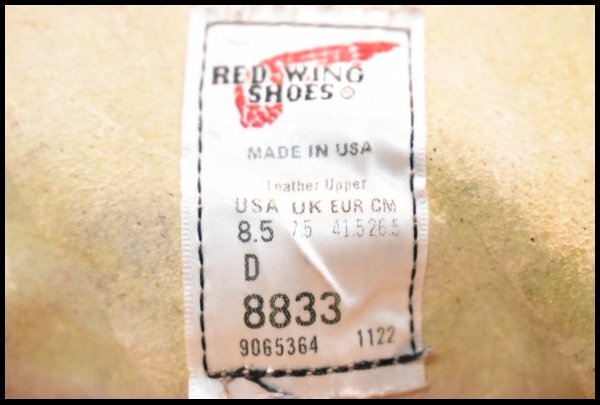 RED WING
SHOES®
MADE IN USA
Leather Upper
USA UK EUR CM
8.5 7.5 41.5 26.5
D
8833
9065364 1122